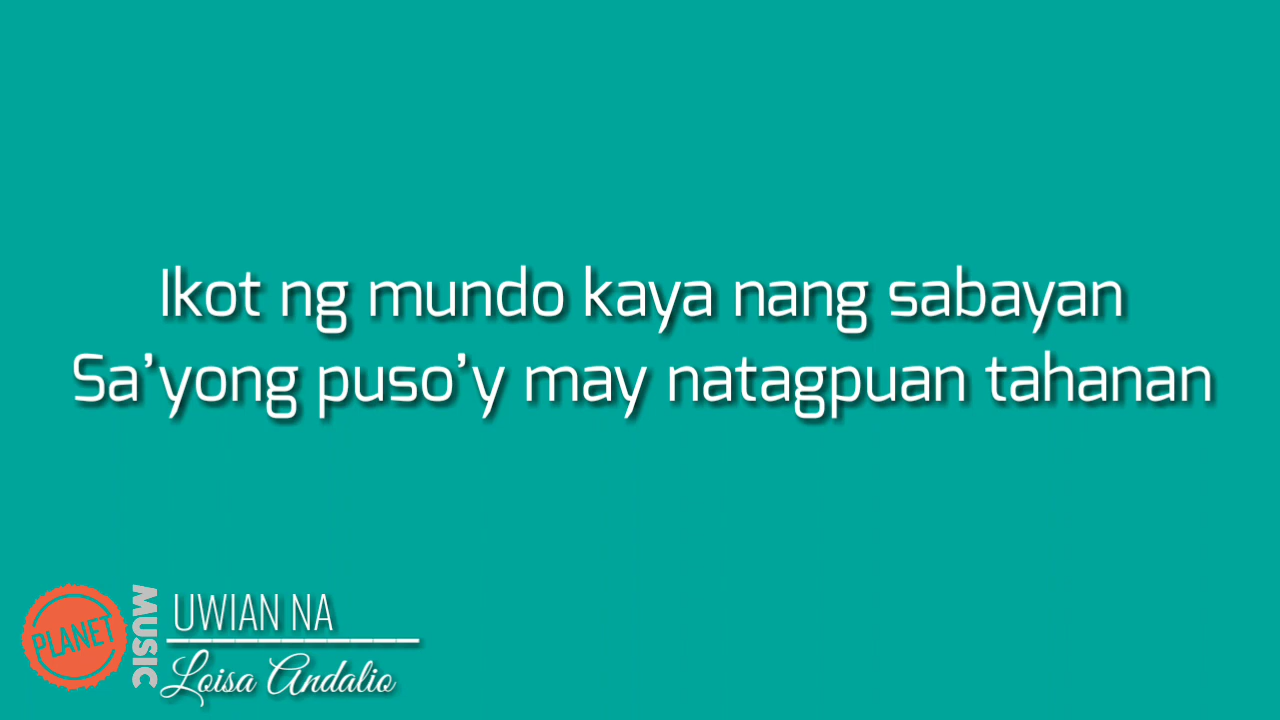 Ikot ng mundo kaya nang sabayan
Sa’yong puso’y may natagpuan tahanan
PLANET
MUSIC
UWIAN NA
Loisa Andalio